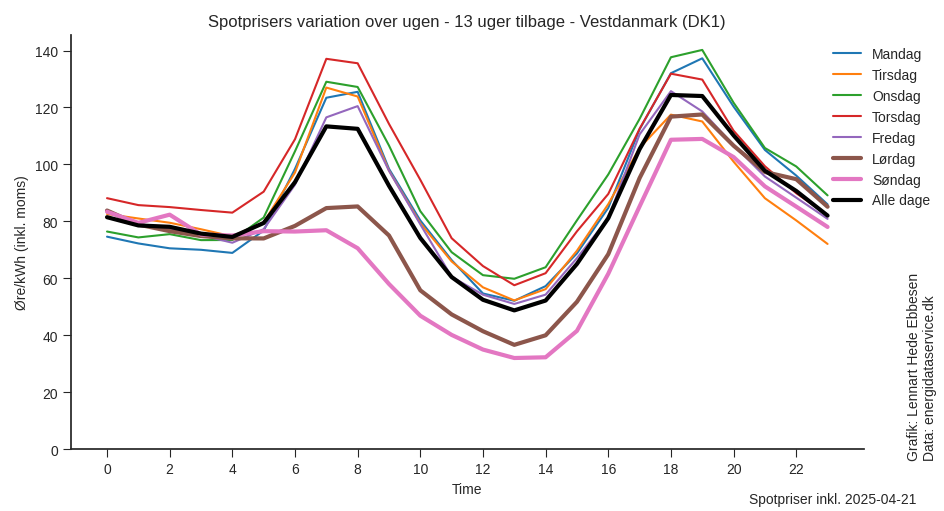 Spotprisers variation over ugen - 13 uger tilbage - Vestdanmark (DK1)
Øre/kWh (inkl. moms)
140
120
100
80
60
40
20
0
0 2 4 6 8 10 12 14 16 18 20 22
Time
Mandag
Tirsdag
Onsdag
Torsdag
Fredag
Lørdag
Søndag
Alle dage
Grafik: Lennart Hede Ebbesen
Data: energidataservice.dk
Spotpriser inkl. 2025-04-21